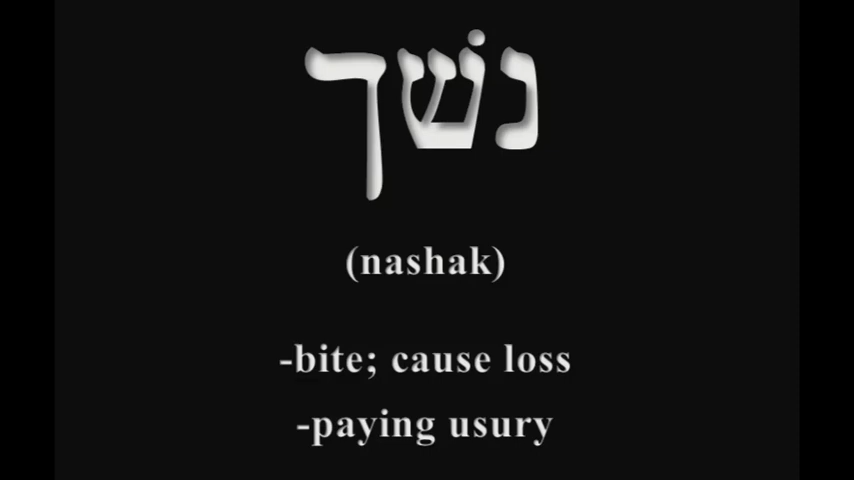 נשׁך
(nashak)
-bite; cause loss
-paying usury